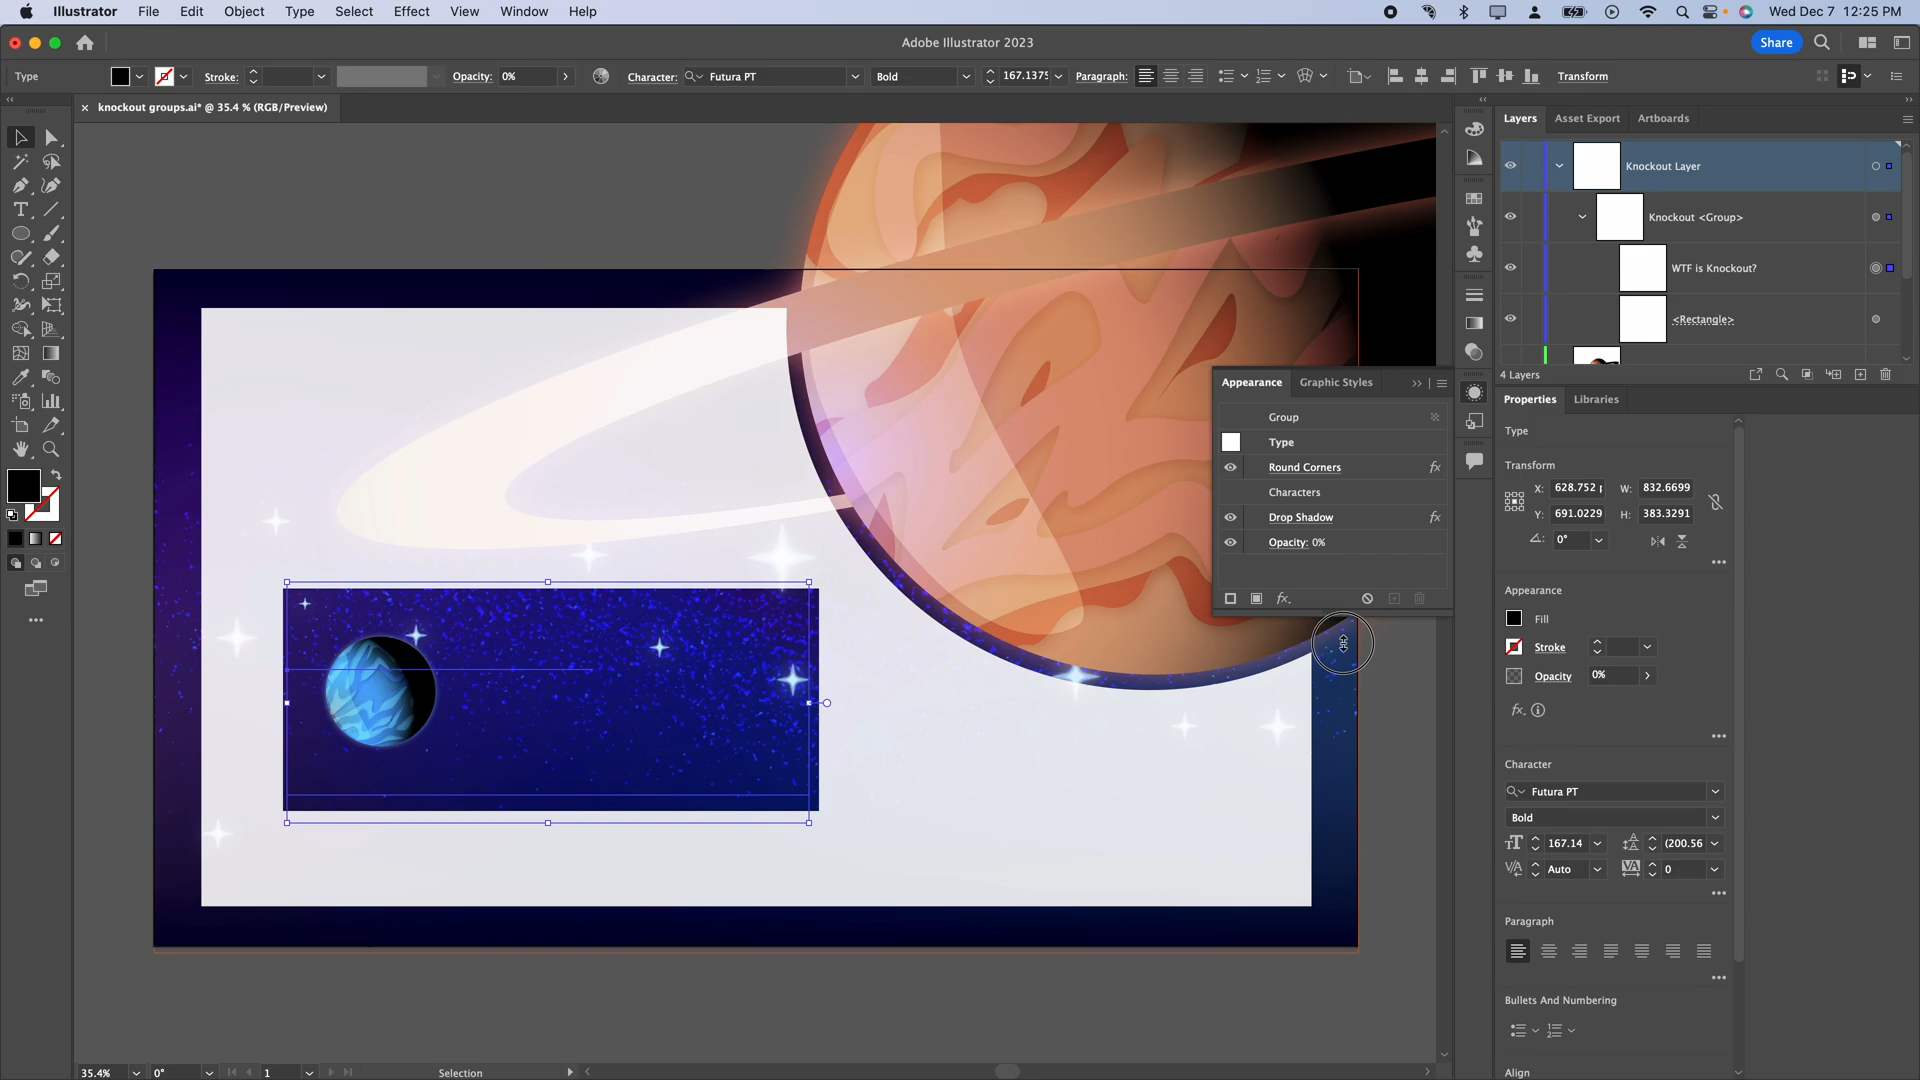 Illustrator File Edit Object Type Select Effect View Window Help Wed Dec 7 12:25 PM
Adobe Illustrator 2023 Share
Type Stroke: Opacity: 0% Character: Futura PT Bold 167.137 Paragraph: Transform
× knockout groups.ai* @ 35.4 % (RGB/Preview)
Layers Asset Export Artboards
Knockout Layer
Knockout <Group>
WTF is Knockout?
<Rectangle>
4 Layers
Appearance Graphic Styles
Group
Type
Round Corners fx
Characters
Drop Shadow fx
Opacity: 0%
fx.
Properties Libraries
Type
Transform
X: 628.752 W: 832.6699
Y: 691.0229 H: 383.3291
0°
Appearance
Fill
Stroke
Opacity 0%
fx.
Character
Futura PT
Bold
167.14 (200.56
Auto 0
Paragraph
Bullets And Numbering
Align
35.4% 0° 1 Selection